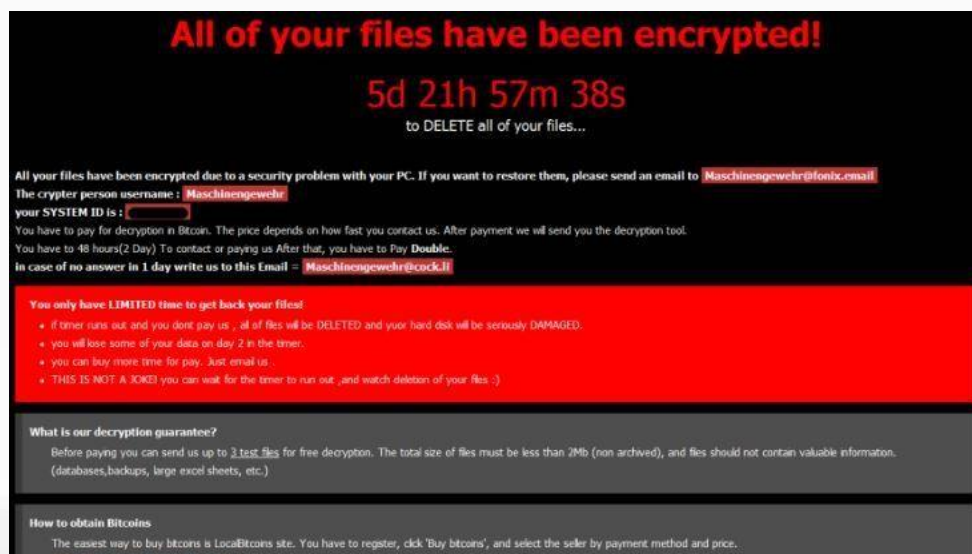 All of your files have been encrypted!
5d 21h 57m 38s
to DELETE all of your files...
All your files have been encrypted due to a security problem with your PC. If you want to restore them, please send an email to Maschinengewehr@fonix.email
The crypter person username : Maschinengewehr
your SYSTEM ID is :
You have to pay for decryption in Bitcoin. The price depends on how fast you contact us. After payment we will send you the decryption tool.
You have to 48 hours(2 Day) To contact or paying us After that, you have to Pay Double.
in case of no answer in 1 day write us to this Email = Maschinengewehr@cock.li
You only have LIMITED time to get back your files!
• if timer runs out and you dont pay us , all of files will be DELETED and yuor hard disk will be seriously DAMAGED.
• you will lose some of your data on day 2 in the timer.
• you can buy more time for pay. Just email us .
• THIS IS NOT A JOKE! you can wait for the timer to run out ,and watch deletion of your files :)
What is our decryption guarantee?
Before paying you can send us up to 3 test files for free decryption. The total size of files must be less than 2Mb (non archived), and files should not contain valuable information.
(databases,backups, large excel sheets, etc.)
How to obtain Bitcoins
The easiest way to buy bitcoins is LocalBitcoins site. You have to register, click 'Buy bitcoins', and select the seller by payment method and price.